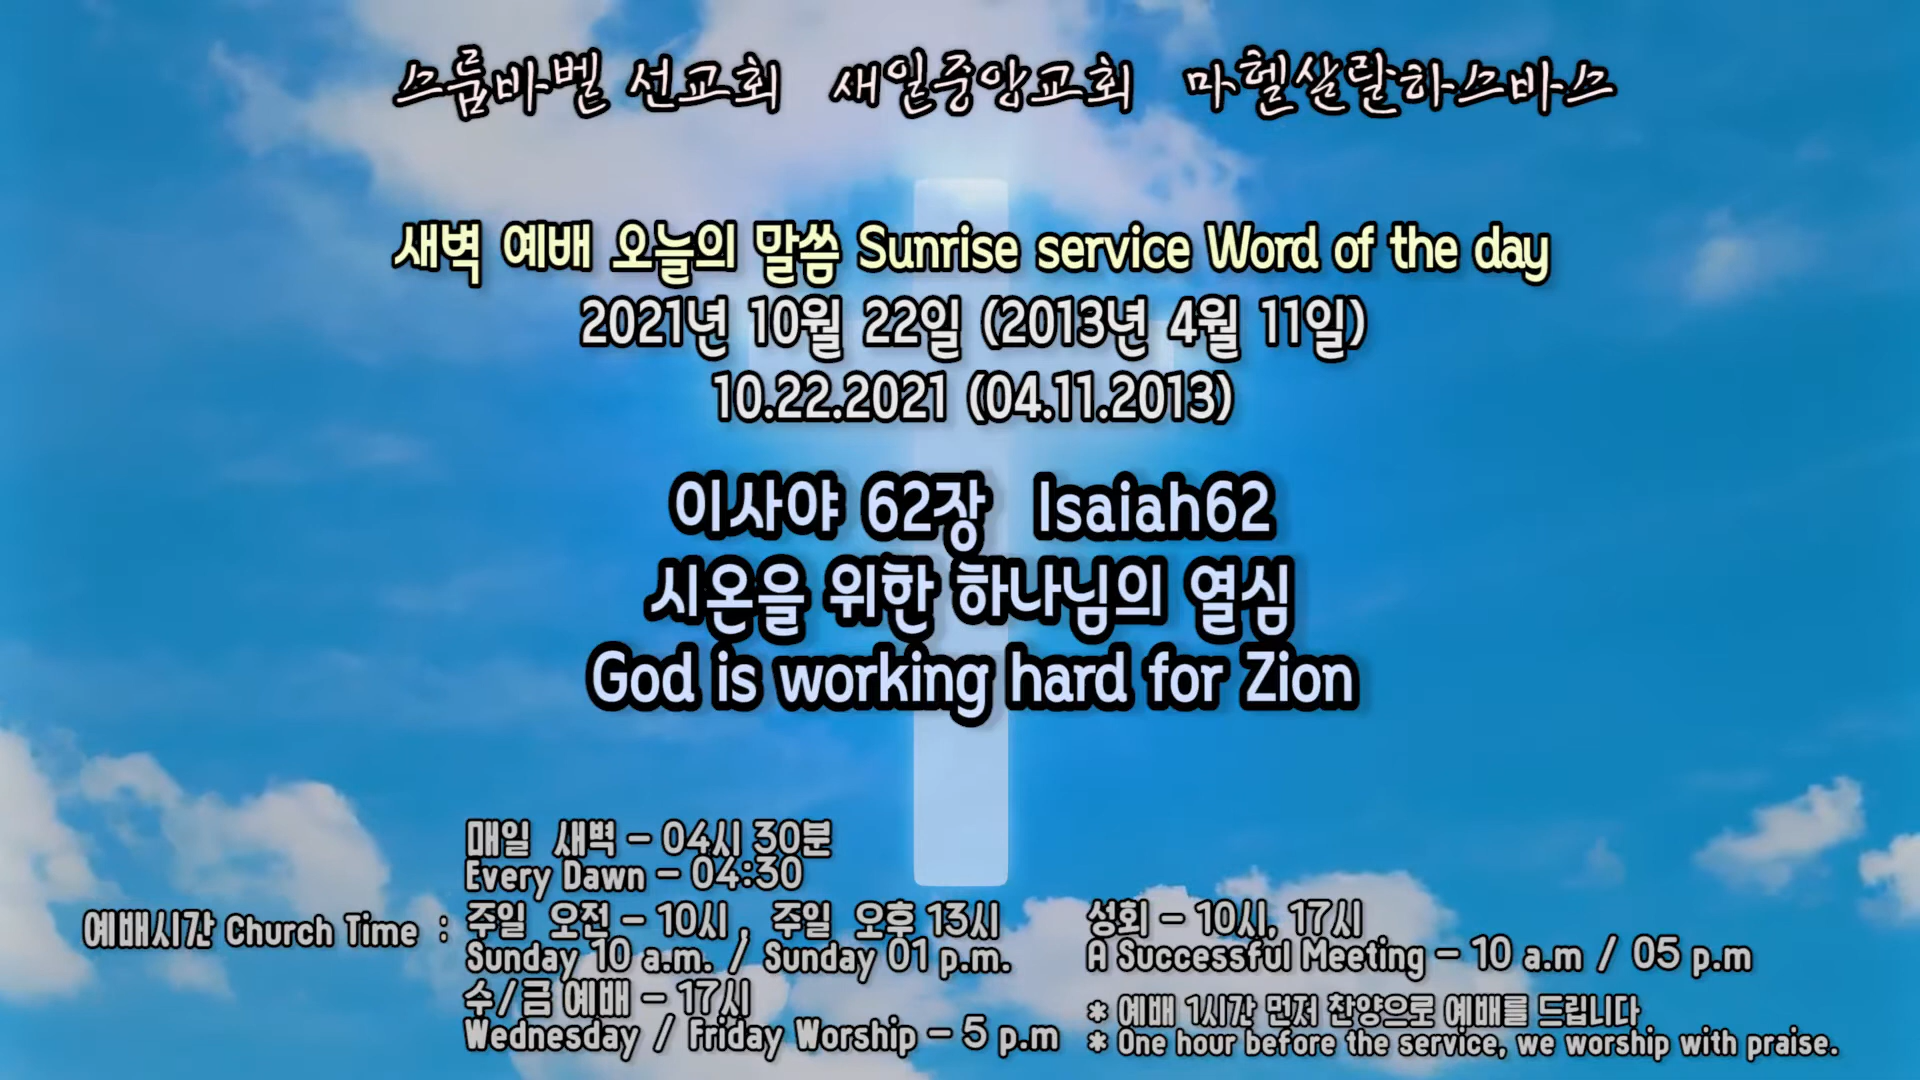 스룹바벨 선교회 새일중앙교회 마헬살랄하스바스
새벽 예배 오늘의 말씀 Sunrise service Word of the day
2021년 10월 22일 (2013년 4월 11일)
10.22.2021 (04.11.2013)
이사야 62장 Isaiah62
시온을 위한 하나님의 열심
God is working hard for Zion
매일 새벽 - 04시 30분
Every Dawn - 04:30
예배시간 Church Time :
주일 오전 - 10시 , 주일 오후 13시
Sunday 10 a.m. / Sunday 01 p.m.
수/금 예배 - 17시
Wednesday / Friday Worship - 5 p.m
성회 - 10시, 17시
A Successful Meeting - 10 a.m / 05 p.m
* 예배 1시간 먼저 찬양으로 예배를 드립니다
* One hour before the service, we worship with praise.